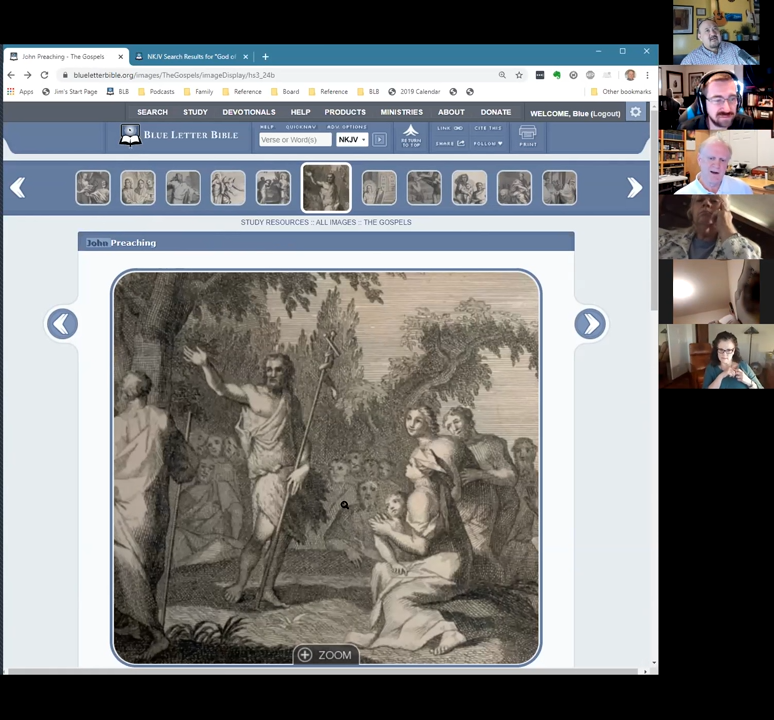 John Preaching - The Gospels
NKJV Search Results for "God of
blueletterbible.org/images/TheGospels/imageDisplay/hs3_24b
Apps Jim's Start Page BLB Podcasts Family Reference Board Reference BLB 2019 Calendar Other bookmarks
SEARCH STUDY DEVOTIONALS HELP PRODUCTS MINISTRIES ABOUT DONATE WELCOME, Blue (Logout)
BLUE LETTER BIBLE
HELP QUICKNAV ADV. OPTIONS
Verse or Word(s) NKJV
RETURN TO TOP
LINK CITE THIS
SHARE FOLLOW
PRINT
STUDY RESOURCES :: ALL IMAGES :: THE GOSPELS
John Preaching
ZOOM